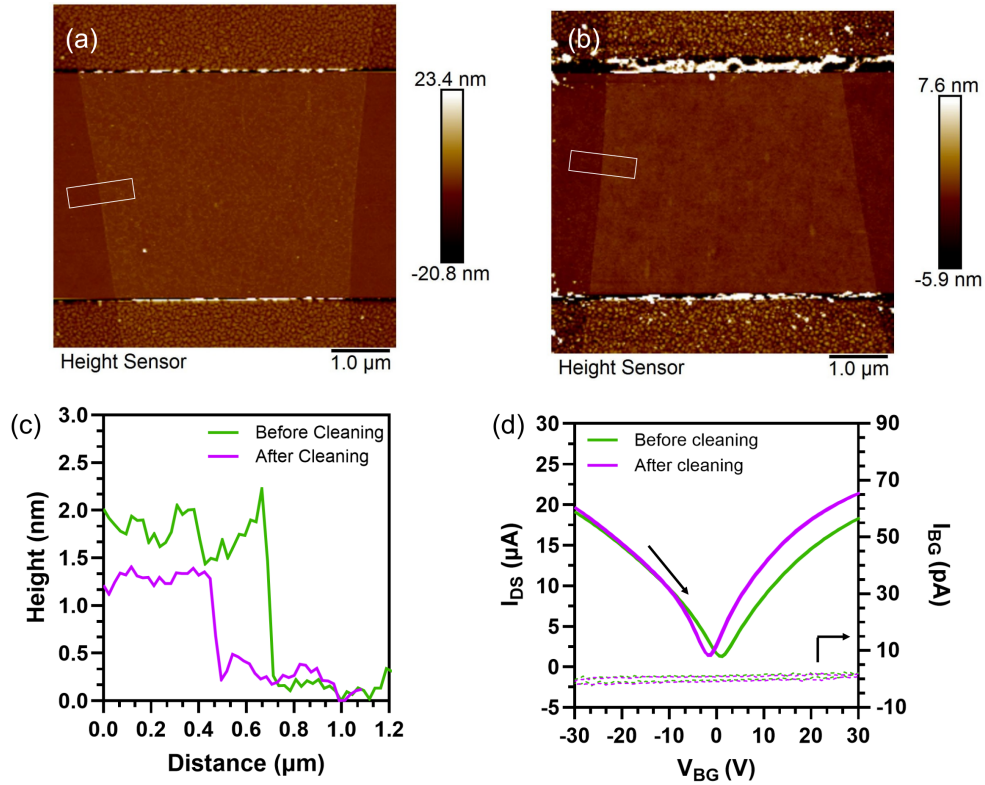 (a)
23.4 nm
-20.8 nm
Height Sensor
1.0 µm
(b)
7.6 nm
-5.9 nm
Height Sensor
1.0 µm
(c)
Before Cleaning
After Cleaning
Height (nm)
3.0
2.5
2.0
1.5
1.0
0.5
0.0
0.0 0.2 0.4 0.6 0.8 1.0 1.2
Distance (µm)
(d)
Before cleaning
After cleaning
I_DS (µA)
30
25
20
15
10
5
0
-5
90
70
50
30
10
-10
I_BG (pA)
-30 -20 -10 0 10 20 30
V_BG (V)